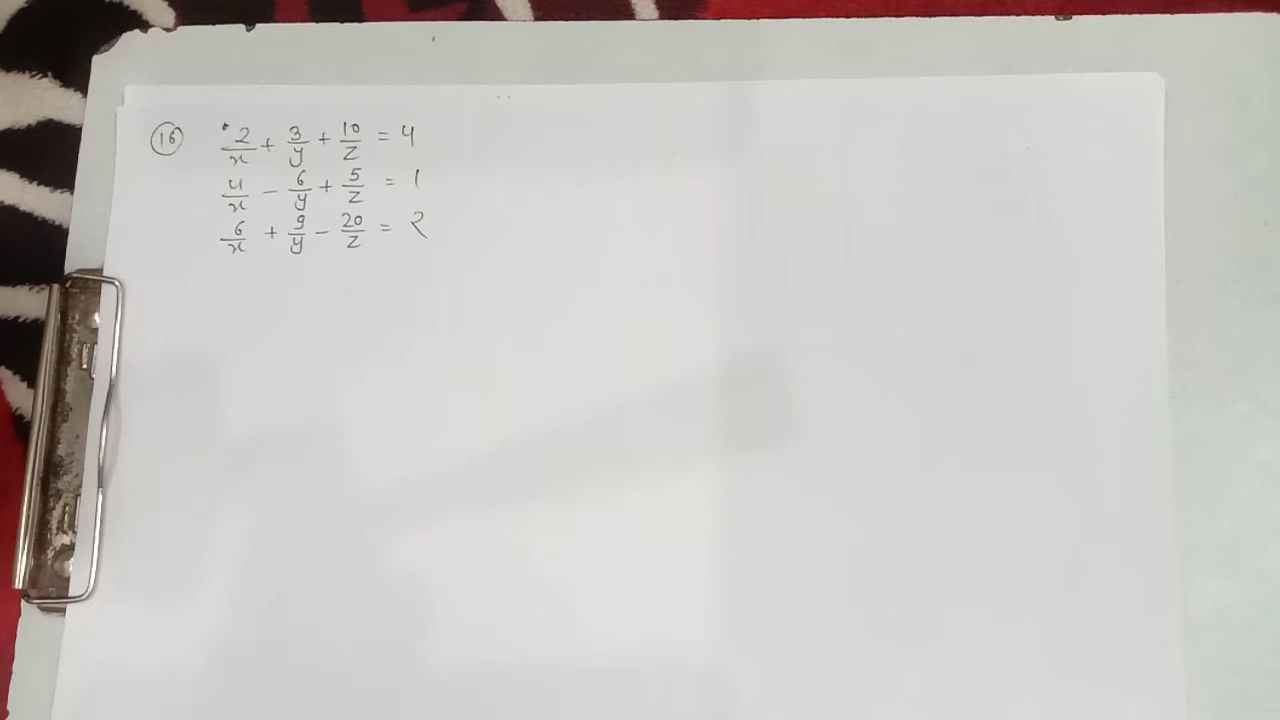 (16) 2/x + 3/y + 10/z = 4
4/x - 6/y + 5/z = 1
6/x + 9/y - 20/z = 2